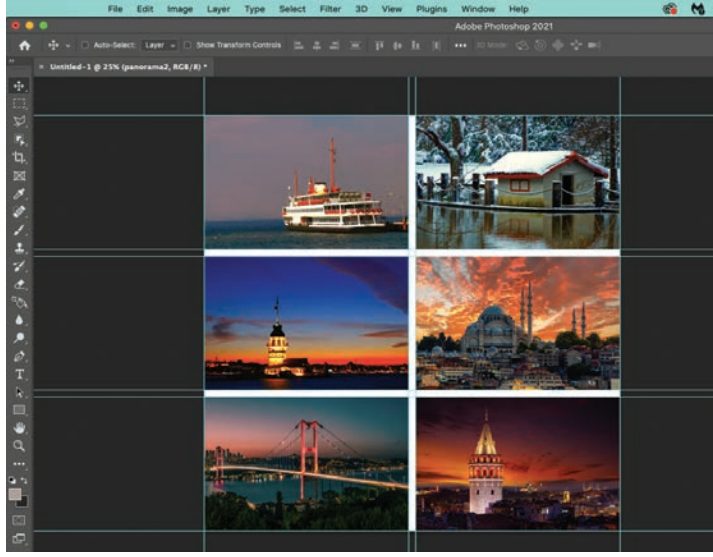 File Edit Image Layer Type Select Filter 3D View Plugins Window Help
Adobe Photoshop 2021
Auto-Select: Layer Show Transform Controls 3D Mode:
× Untitled-1 @ 25% (panorama2, RGB/8) *